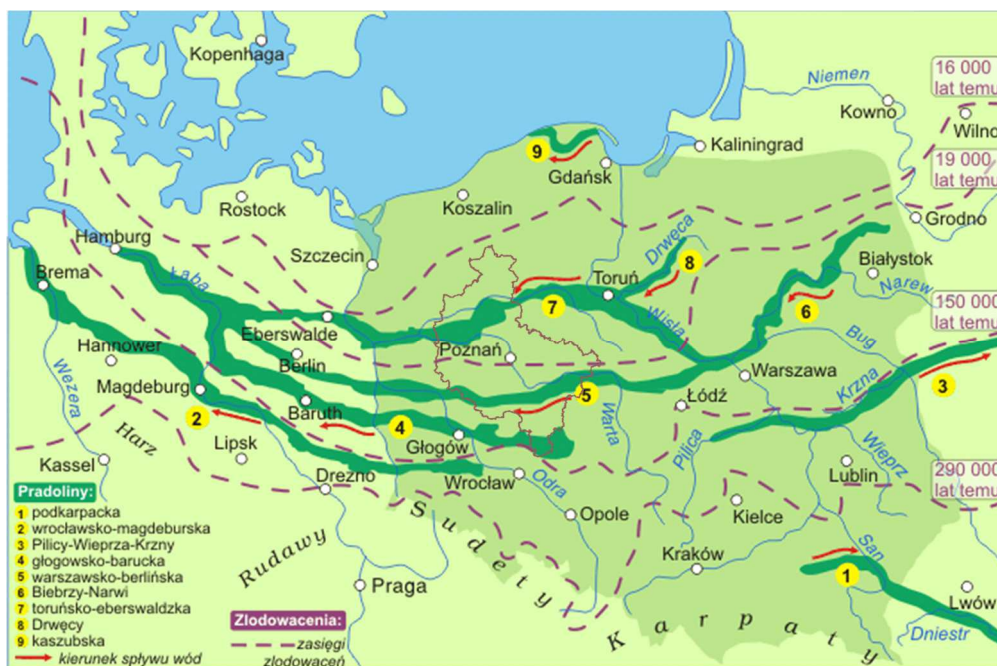 Kopenhaga
16 000
lat temu
Niemen
Kowno
Wilno
9
Gdańsk
Kaliningrad
19 000
lat temu
Rostock
Koszalin
Grodno
Hamburg
Szczecin
Drwęca
8
Białystok
Brema
Łaba
Toruń
Narew
7
Wisła
6
150 000
lat temu
Eberswalde
Bug
Hannower
Berlin
Poznań
Warszawa
Wezera
Magdeburg
Krzna
3
2
Baruth
4
5
Łódź
Harz
Lipsk
Głogów
Warta
Pilica
Wieprz
Kassel
Drezno
Wrocław
Odra
Lublin
290 000
lat temu
Sudety
Opole
Kielce
San
Rudawy
Praga
Kraków
1
Lwów
Karpaty
Dniestr
Pradoliny:
1 podkarpacka
2 wrocławsko-magdeburska
3 Pilicy-Wieprza-Krzny
4 głogowsko-barucka
5 warszawsko-berlińska
6 Biebrzy-Narwi
7 toruńsko-eberswaldzka
8 Drwęcy
9 kaszubska
kierunek spływu wód
Zlodowacenia:
zasięgi
zlodowaceń